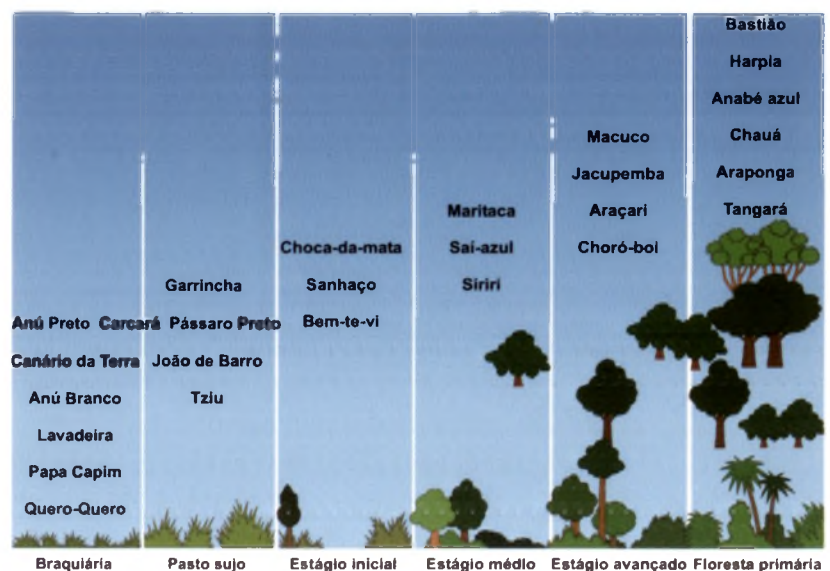 Bastião
Harpia
Anabé azul
Macuco Chauá
Jacupemba Araponga
Maritaca Araçari Tangará
Choca-da-mata Saí-azul Choró-boi
Garrincha Sanhaço Siriri
Anú Preto Carcará Pássaro Preto Bem-te-vi
Canário da Terra João de Barro
Anú Branco Tziu
Lavadeira
Papa Capim
Quero-Quero
Braquiária Pasto sujo Estágio inicial Estágio médio Estágio avançado Floresta primária